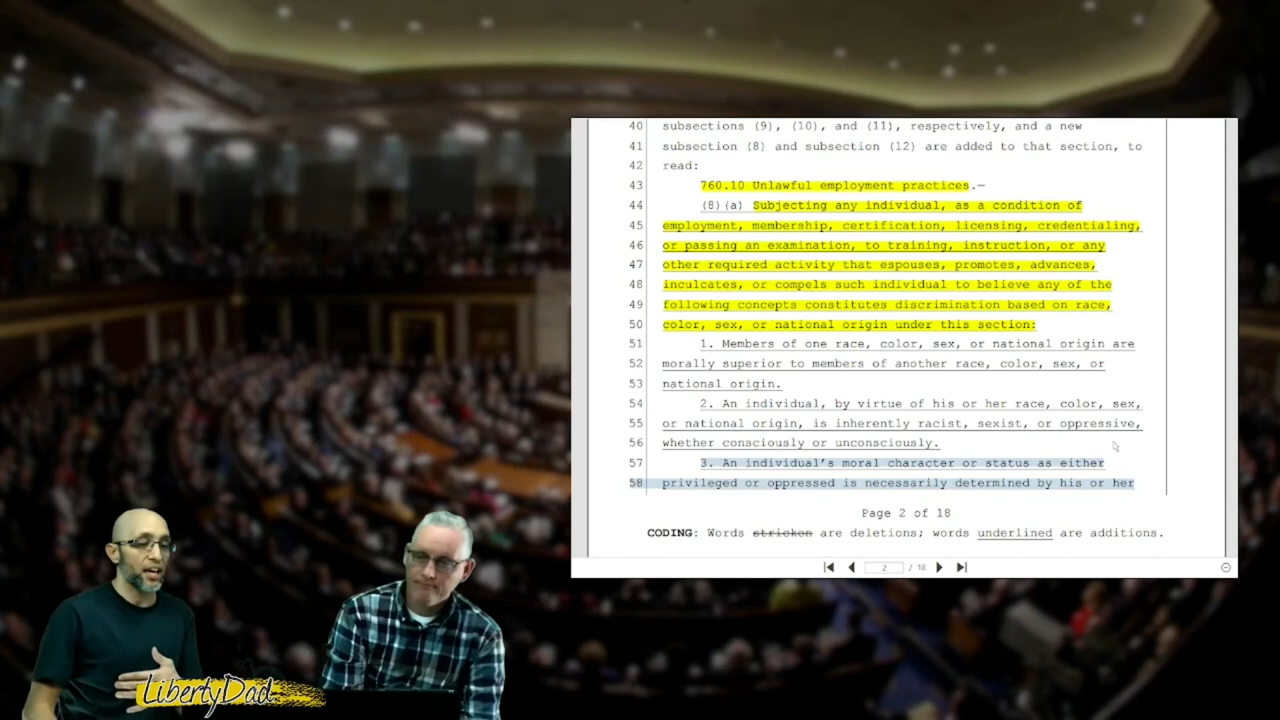 40 subsections (9), (10), and (11), respectively, and a new
41 subsection (8) and subsection (12) are added to that section, to
42 read:
43 760.10 Unlawful employment practices.—
44 (8)(a) Subjecting any individual, as a condition of
45 employment, membership, certification, licensing, credentialing,
46 or passing an examination, to training, instruction, or any
47 other required activity that espouses, promotes, advances,
48 inculcates, or compels such individual to believe any of the
49 following concepts constitutes discrimination based on race,
50 color, sex, or national origin under this section:
51 1. Members of one race, color, sex, or national origin are
52 morally superior to members of another race, color, sex, or
53 national origin.
54 2. An individual, by virtue of his or her race, color, sex,
55 or national origin, is inherently racist, sexist, or oppressive,
56 whether consciously or unconsciously.
57 3. An individual's moral character or status as either
58 privileged or oppressed is necessarily determined by his or her
Page 2 of 18
CODING: Words stricken are deletions; words underlined are additions.
2 / 18
LibertyDad